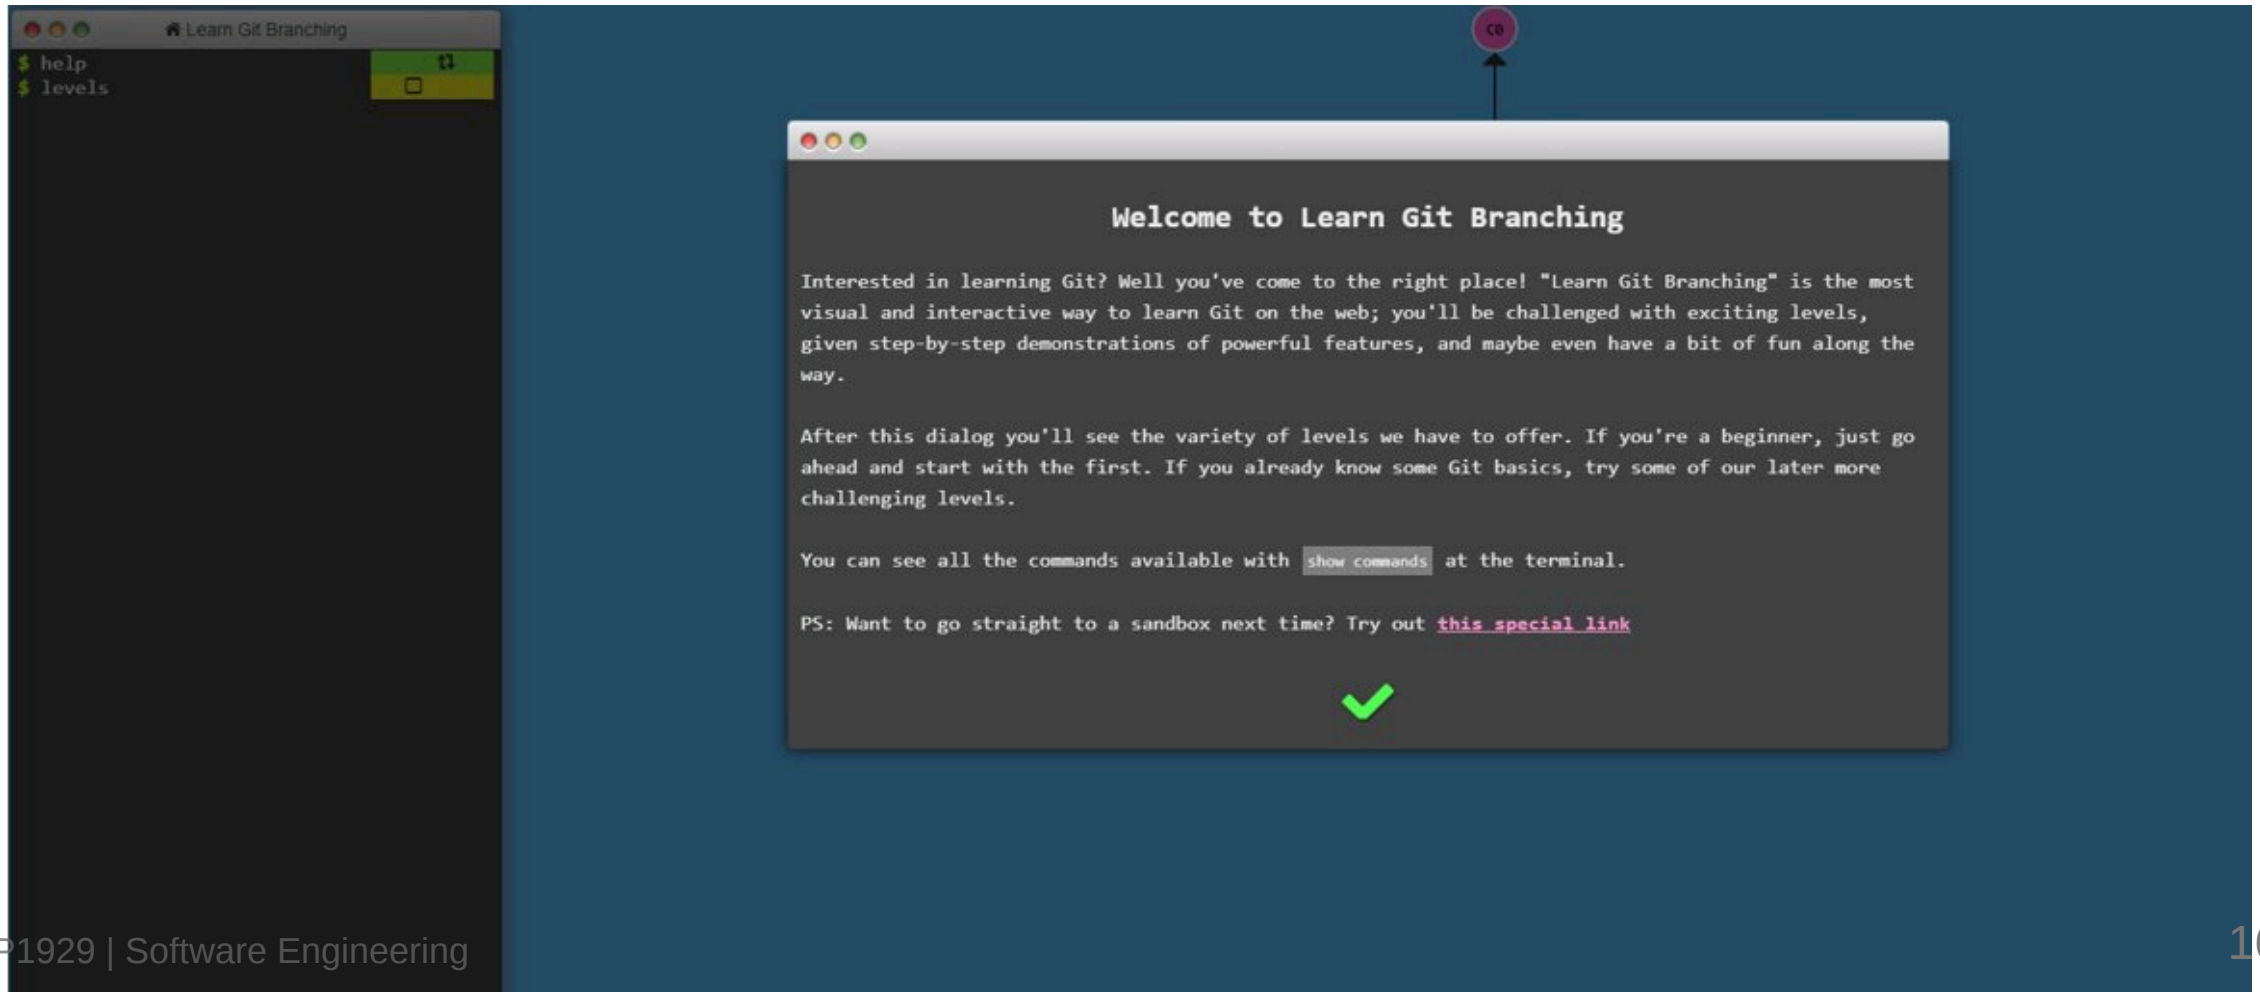 Learn Git Branching
$ help
$ levels
C0
Welcome to Learn Git Branching
Interested in learning Git? Well you've come to the right place! "Learn Git Branching" is the most
visual and interactive way to learn Git on the web; you'll be challenged with exciting levels,
given step-by-step demonstrations of powerful features, and maybe even have a bit of fun along the
way.
After this dialog you'll see the variety of levels we have to offer. If you're a beginner, just go
ahead and start with the first. If you already know some Git basics, try some of our later more
challenging levels.
You can see all the commands available with show commands at the terminal.
PS: Want to go straight to a sandbox next time? Try out this special link
P1929 | Software Engineering